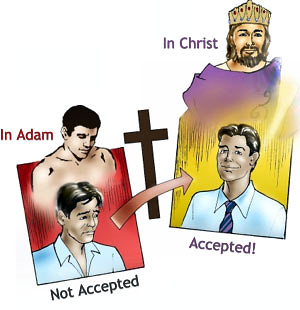 In Christ
In Adam
Accepted!
Not Accepted